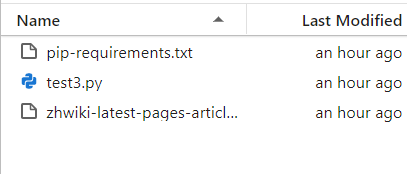 Name Last Modified
pip-requirements.txt an hour ago
test3.py an hour ago
zhwiki-latest-pages-articl... an hour ago